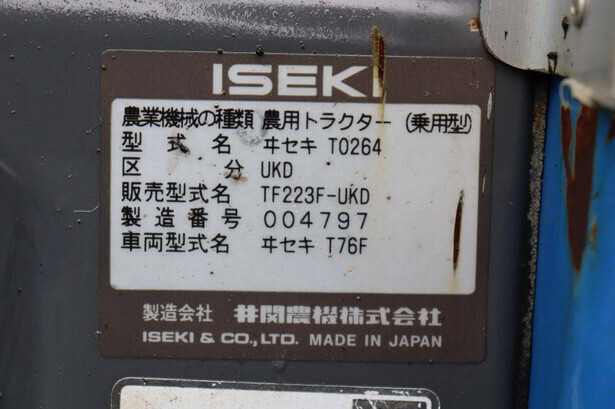 ISEKI
農業機械の種類 農用トラクター (乗用型)
型式名 ヰセキ T0264
区分 UKD
販売型式名 TF223F-UKD
製造番号 004797
車両型式名 ヰセキ T76F
製造会社 井関農機株式会社
ISEKI & CO., LTD. MADE IN JAPAN